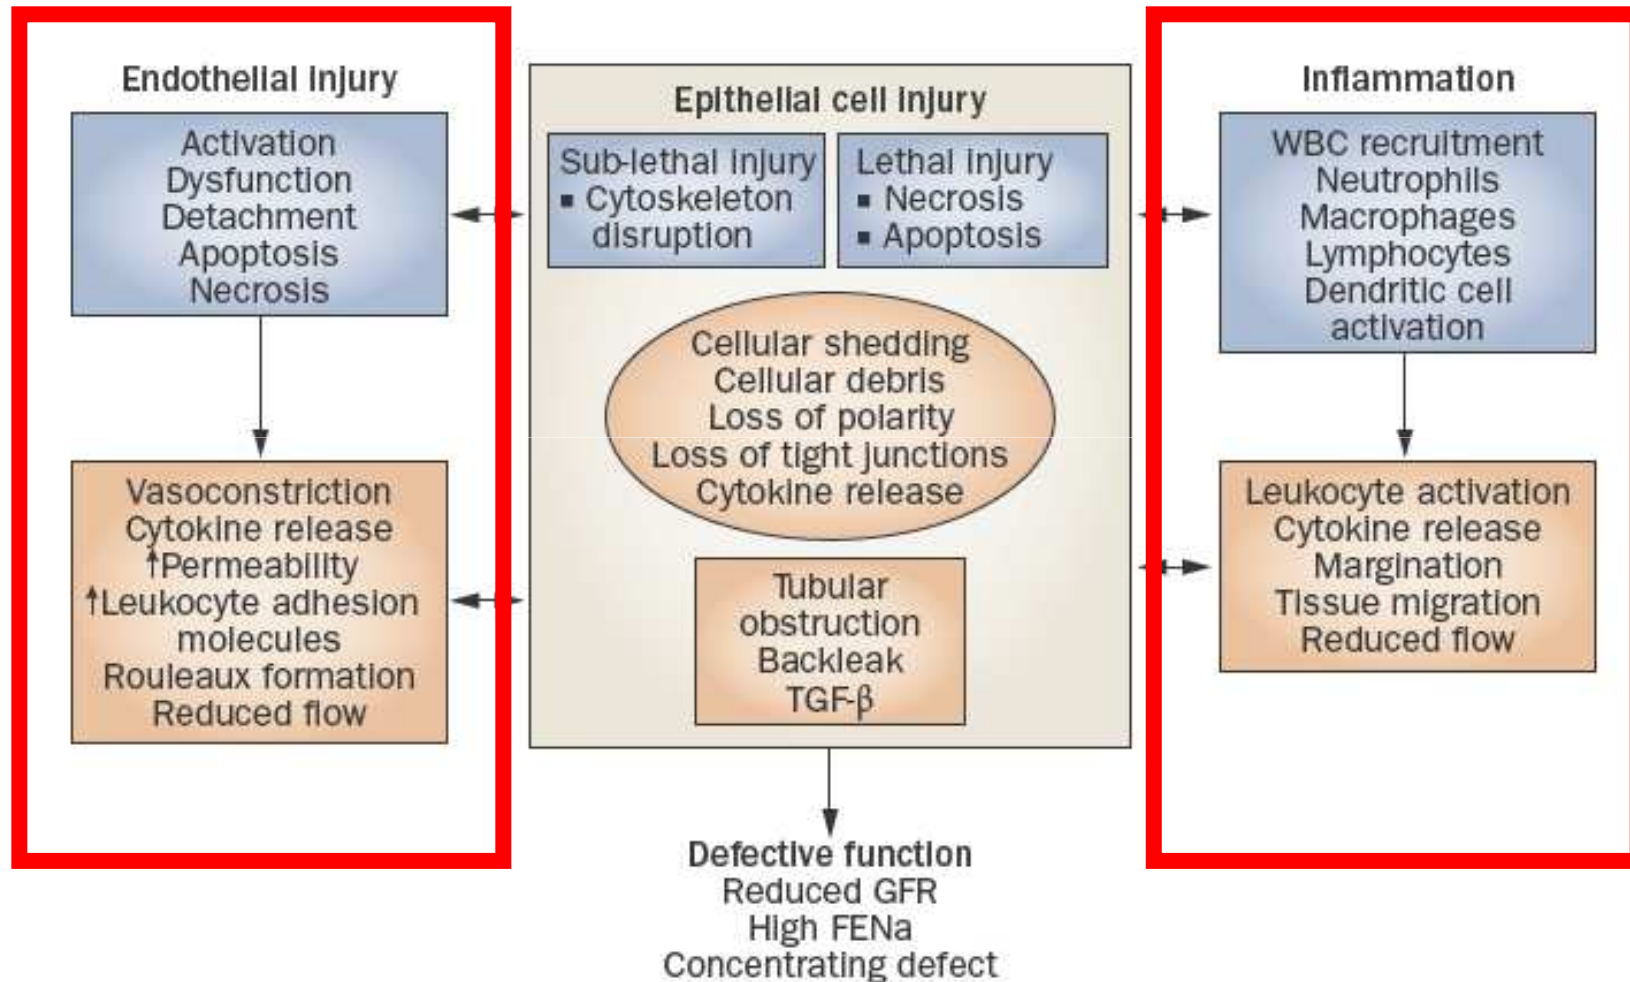 Endothelial injury
Activation
Dysfunction
Detachment
Apoptosis
Necrosis
Vasoconstriction
Cytokine release
↑Permeability
↑Leukocyte adhesion
molecules
Rouleaux formation
Reduced flow
Epithelial cell injury
Sub-lethal injury
▪ Cytoskeleton
disruption
Lethal injury
▪ Necrosis
▪ Apoptosis
Cellular shedding
Cellular debris
Loss of polarity
Loss of tight junctions
Cytokine release
Tubular
obstruction
Backleak
TGF-β
Defective function
Reduced GFR
High FENa
Concentrating defect
Inflammation
WBC recruitment
Neutrophils
Macrophages
Lymphocytes
Dendritic cell
activation
Leukocyte activation
Cytokine release
Margination
Tissue migration
Reduced flow